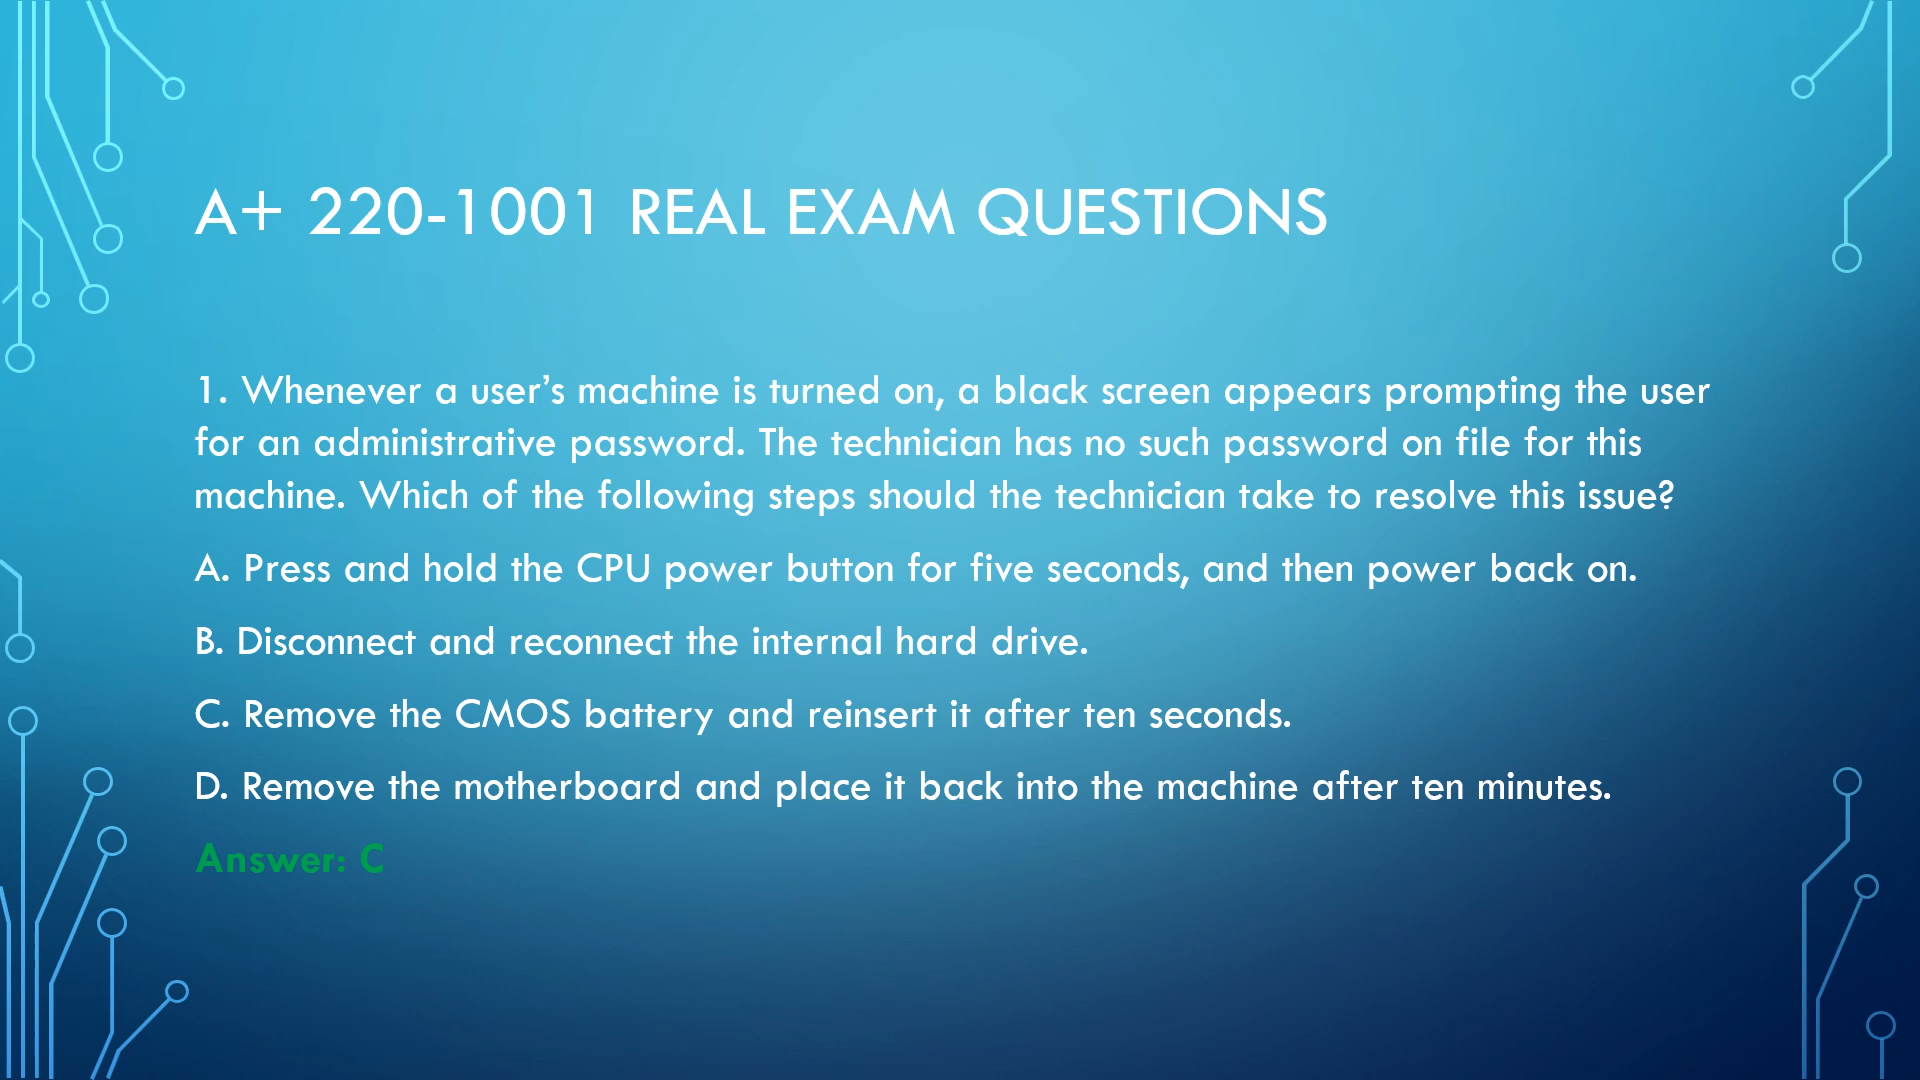 A+ 220-1001 REAL EXAM QUESTIONS
1. Whenever a user’s machine is turned on, a black screen appears prompting the user
for an administrative password. The technician has no such password on file for this
machine. Which of the following steps should the technician take to resolve this issue?
A. Press and hold the CPU power button for five seconds, and then power back on.
B. Disconnect and reconnect the internal hard drive.
C. Remove the CMOS battery and reinsert it after ten seconds.
D. Remove the motherboard and place it back into the machine after ten minutes.
Answer: C